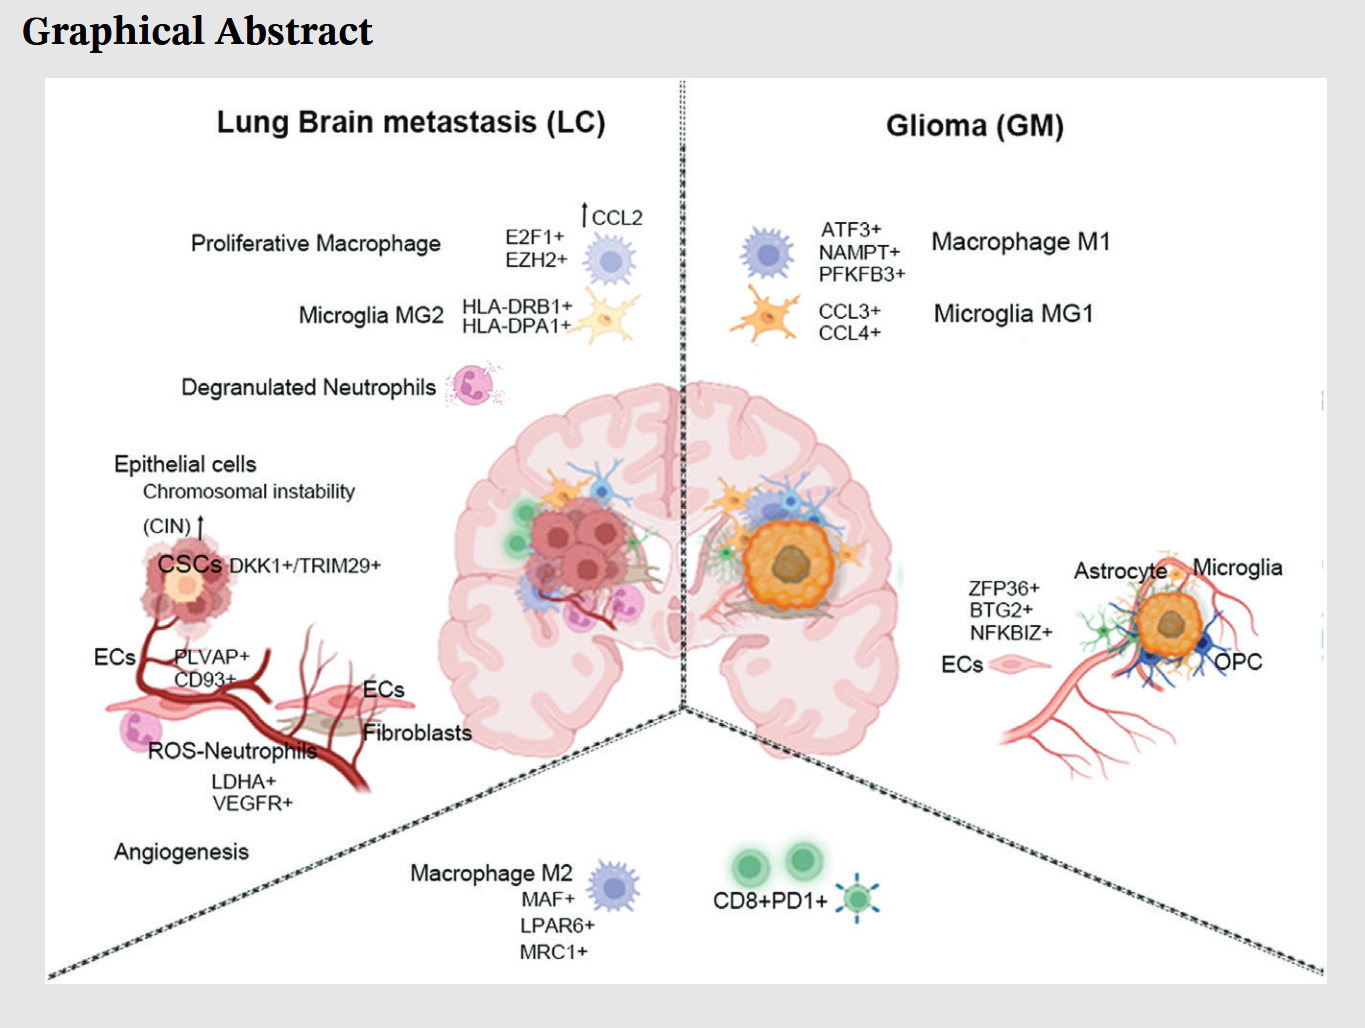 Graphical Abstract
Lung Brain metastasis (LC)
CCL2
Proliferative Macrophage
E2F1+
EZH2+
Microglia MG2
HLA-DRB1+
HLA-DPA1+
Degranulated Neutrophils
Epithelial cells
Chromosomal instability
(CIN)
CSCs DKK1+/TRIM29+
ECs
PLVAP+
CD93+
ECs
Fibroblasts
ROS-Neutrophils
LDHA+
VEGFR+
Angiogenesis
Glioma (GM)
ATF3+
NAMPT+
PFKFB3+
Macrophage M1
CCL3+
CCL4+
Microglia MG1
Astrocyte
Microglia
ZFP36+
BTG2+
NFKBIZ+
ECs
OPC
Macrophage M2
MAF+
LPAR6+
MRC1+
CD8+PD1+